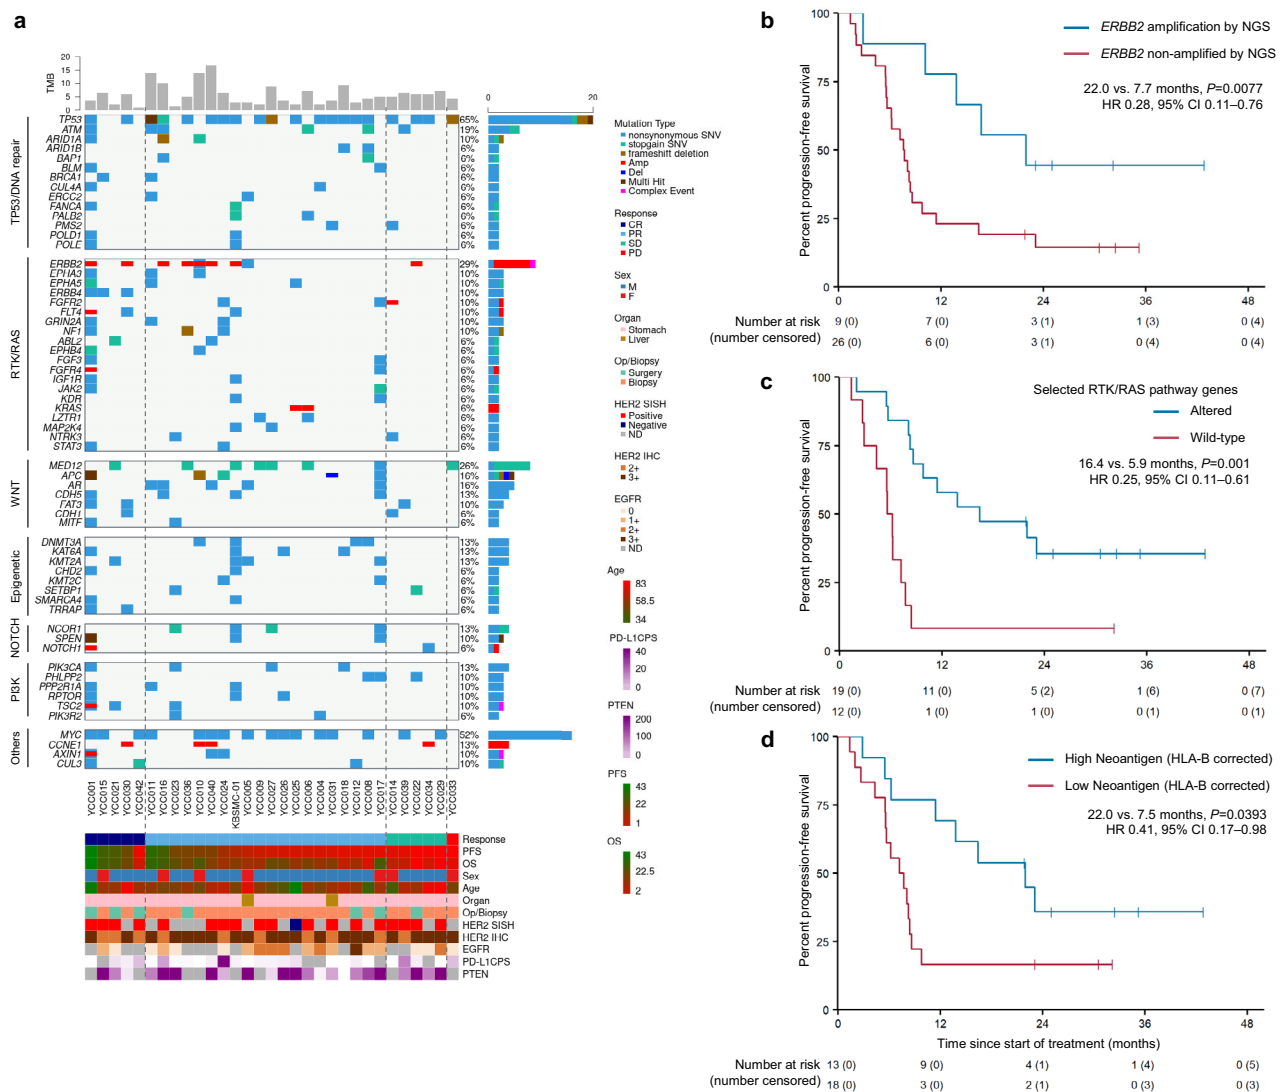 a
TMB
20
15
10
5
0
0 20
TP53/DNA repair
TP53 65%
ATM 19%
ARID1A 10%
ARID1B 6%
BAP1 6%
BLM 6%
BRCA1 6%
CUL4A 6%
ERCC2 6%
FANCA 6%
PALB2 6%
PMS2 6%
POLD1 6%
POLE 6%
RTK/RAS
ERBB2 29%
EPHA3 10%
EPHA5 10%
ERBB4 10%
FGFR2 10%
FLT4 10%
GRIN2A 10%
NF1 10%
ABL2 6%
EPHB4 6%
FGF3 6%
FGFR4 6%
IGF1R 6%
JAK2 6%
KDR 6%
KRAS 6%
LZTR1 6%
MAP2K4 6%
NTRK3 6%
STAT3 6%
WNT
MED12 26%
APC 16%
AR 16%
CDH5 13%
FAT3 10%
CDH1 6%
MITF 6%
Epigenetic
DNMT3A 13%
KAT6A 13%
KMT2A 13%
CHD2 6%
KMT2C 6%
SETBP1 6%
SMARCA4 6%
TRRAP 6%
NOTCH
NCOR1 13%
SPEN 10%
NOTCH1 6%
PI3K
PIK3CA 13%
PHLPP2 10%
PPP2R1A 10%
RPTOR 10%
TSC2 10%
PIK3R2 6%
Others
MYC 52%
CCNE1 13%
AXIN1 10%
CUL3 10%
YCC001 YCC015 YCC021 YCC030 YCC042 YCC011 YCC016 YCC023 YCC036 YCC010 YCC040 YCC024 KBSMC-01 YCC005 YCC009 YCC027 YCC026 YCC025 YCC006 YCC004 YCC031 YCC018 YCC012 YCC008 YCC017 YCC014 YCC039 YCC022 YCC034 YCC029 YCC033
Response
PFS
OS
Sex
Age
Organ
Op/Biopsy
HER2 SISH
HER2 IHC
EGFR
PD-L1CPS
PTEN
Mutation Type
nonsynonymous SNV
stopgain SNV
frameshift deletion
Amp
Del
Multi Hit
Complex Event
Response
CR
PR
SD
PD
Sex
M
F
Organ
Stomach
Liver
Op/Biopsy
Surgery
Biopsy
HER2 SISH
Positive
Negative
ND
HER2 IHC
2+
3+
EGFR
0
1+
2+
3+
ND
Age
83
58.5
34
PD-L1CPS
40
20
0
PTEN
200
100
0
PFS
43
22
1
OS
43
22.5
2
b
Percent progression-free survival
100
75
50
25
0
0 12 24 36 48
ERBB2 amplification by NGS
ERBB2 non-amplified by NGS
22.0 vs. 7.7 months, P=0.0077
HR 0.28, 95% CI 0.11–0.76
Number at risk
(number censored)
9 (0) 7 (0) 3 (1) 1 (3) 0 (4)
26 (0) 6 (0) 3 (1) 0 (4) 0 (4)
c
Percent progression-free survival
100
75
50
25
0
0 12 24 36 48
Selected RTK/RAS pathway genes
Altered
Wild-type
16.4 vs. 5.9 months, P=0.001
HR 0.25, 95% CI 0.11–0.61
Number at risk
(number censored)
19 (0) 11 (0) 5 (2) 1 (6) 0 (7)
12 (0) 1 (0) 1 (0) 0 (1) 0 (1)
d
Percent progression-free survival
100
75
50
25
0
0 12 24 36 48
High Neoantigen (HLA-B corrected)
Low Neoantigen (HLA-B corrected)
22.0 vs. 7.5 months, P=0.0393
HR 0.41, 95% CI 0.17–0.98
Time since start of treatment (months)
Number at risk
(number censored)
13 (0) 9 (0) 4 (1) 1 (4) 0 (5)
18 (0) 3 (0) 2 (1) 0 (3) 0 (3)